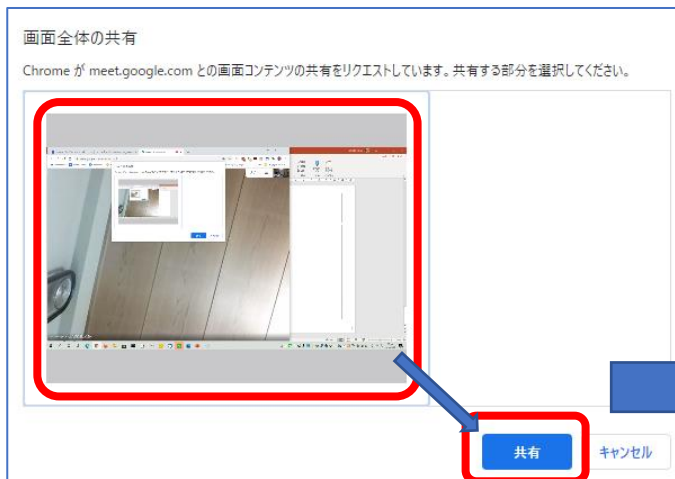 画面全体の共有
Chrome が meet.google.com との画面コンテンツの共有をリクエストしています。共有する部分を選択してください。
共有
キャンセル